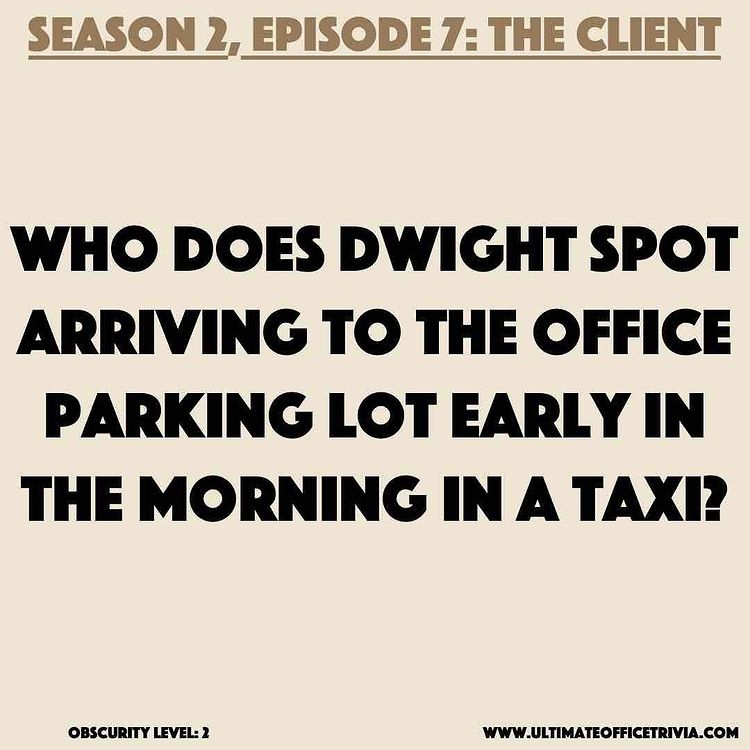 SEASON 2, EPISODE 7: THE CLIENT
WHO DOES DWIGHT SPOT
ARRIVING TO THE OFFICE
PARKING LOT EARLY IN
THE MORNING IN A TAXI?
OBSCURITY LEVEL: 2
WWW.ULTIMATEOFFICETRIVIA.COM